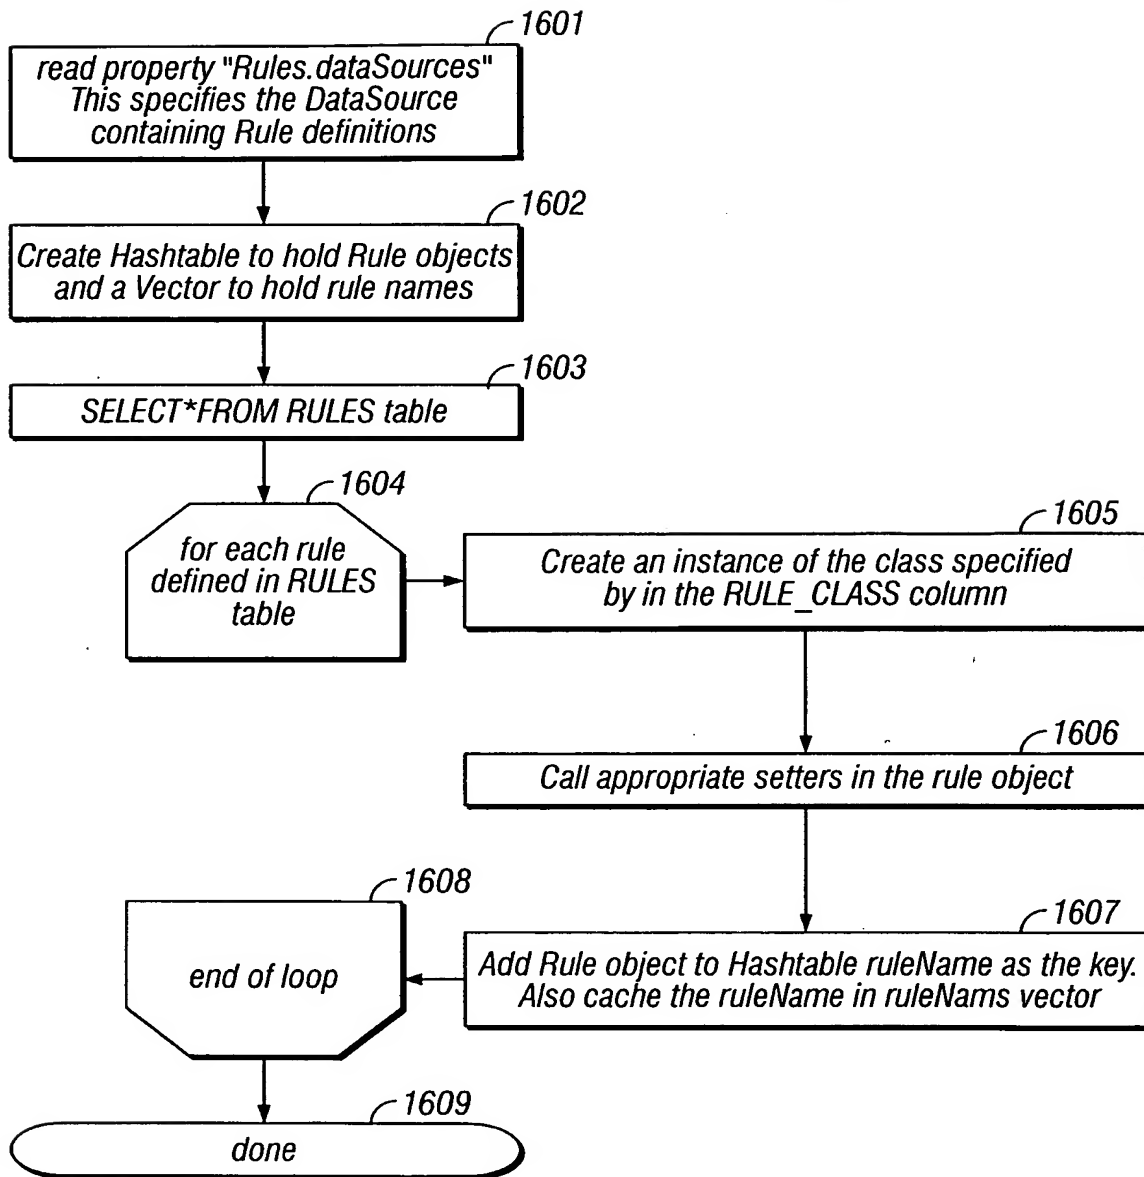 1601
read property "Rules.dataSources"
This specifies the DataSource
containing Rule definitions
1602
Create Hashtable to hold Rule objects
and a Vector to hold rule names
1603
SELECT*FROM RULES table
1604
for each rule
defined in RULES
table
1605
Create an instance of the class specified
by in the RULE_CLASS column
1606
Call appropriate setters in the rule object
1607
Add Rule object to Hashtable ruleName as the key.
Also cache the ruleName in ruleNams vector
1608
end of loop
1609
done